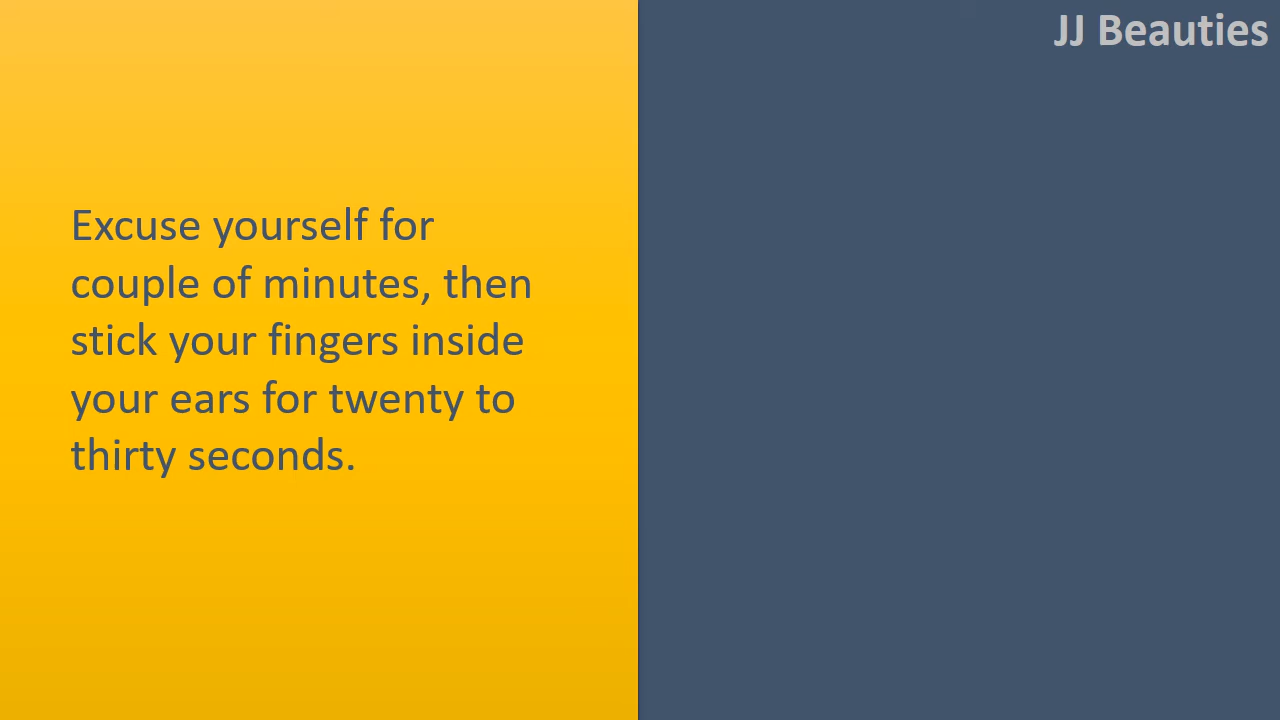 JJ Beauties
Excuse yourself for
couple of minutes, then
stick your fingers inside
your ears for twenty to
thirty seconds.